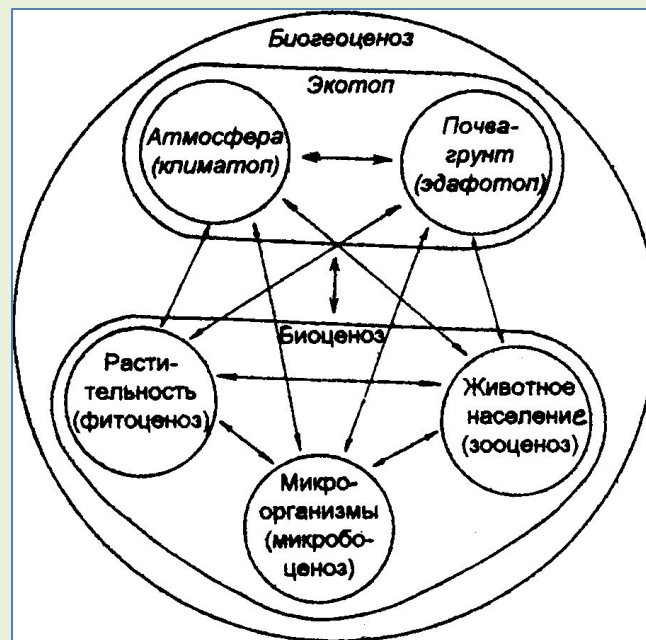 Биогеоценоз
Экотоп
Атмосфера
(климатоп)
Почва-
грунт
(эдафотоп)
Биоценоз
Расти-
тельность
(фитоценоз)
Животное
население
(зооценоз)
Микро-
организмы
(микробо-
ценоз)